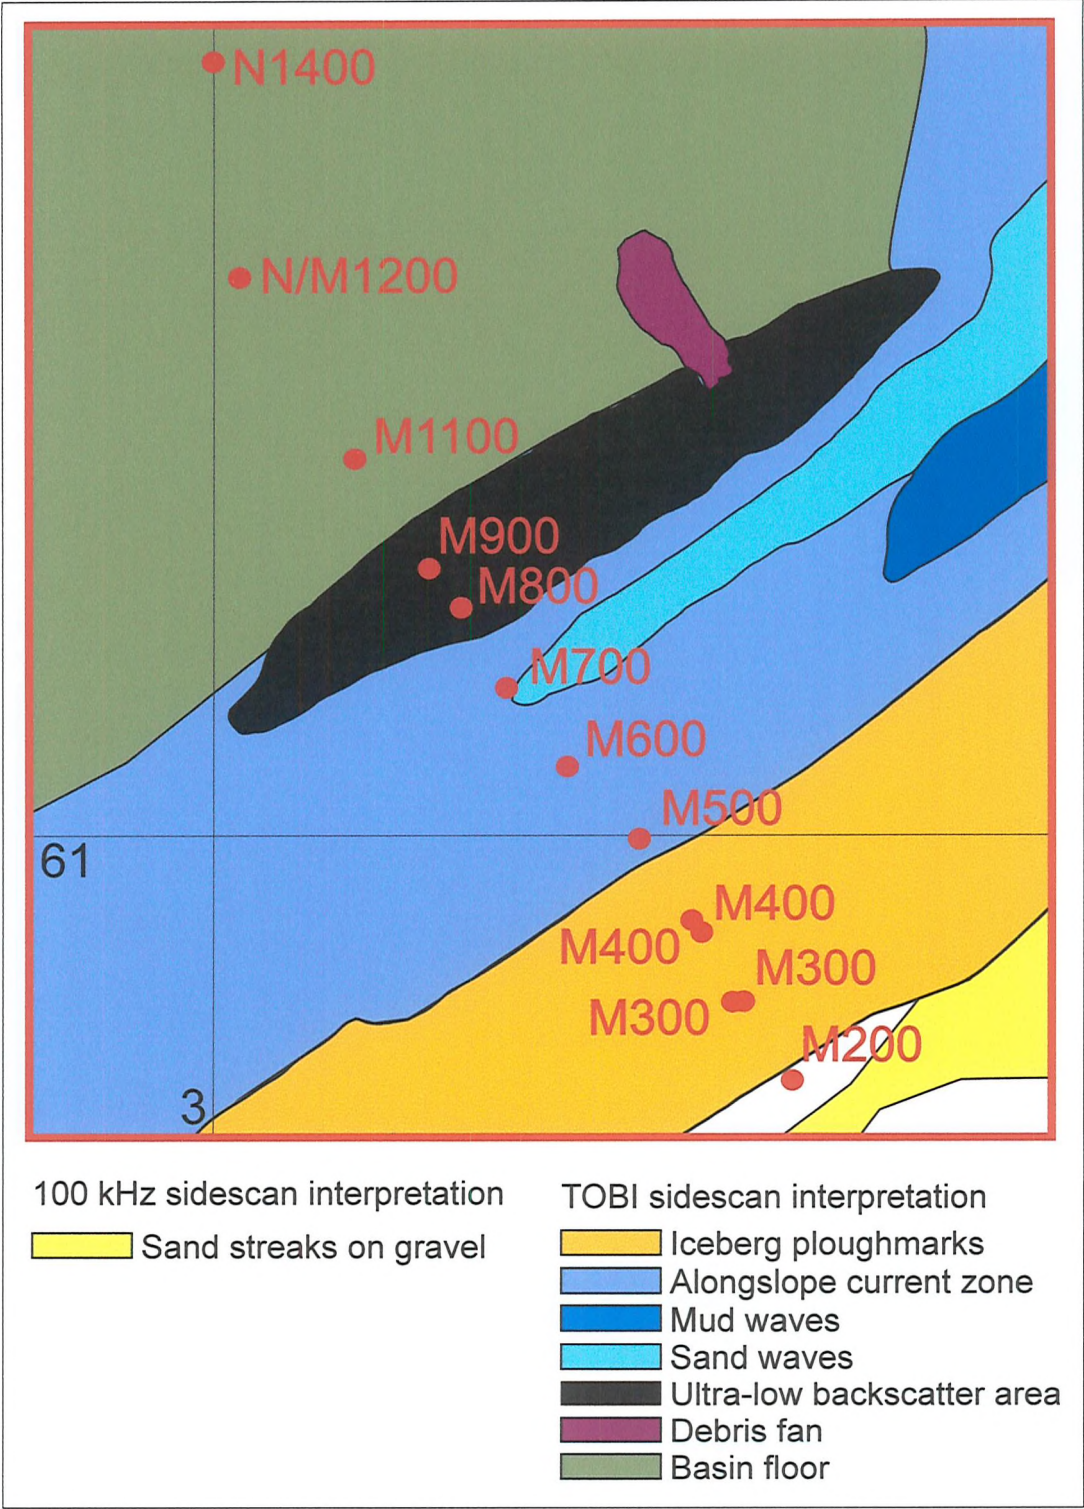 N1400
N/M1200
M1100
M900
M800
M700
M600
M500
61
M400
M400
M300
M300
M200
3
100 kHz sidescan interpretation
Sand streaks on gravel
TOBI sidescan interpretation
Iceberg ploughmarks
Alongslope current zone
Mud waves
Sand waves
Ultra-low backscatter area
Debris fan
Basin floor